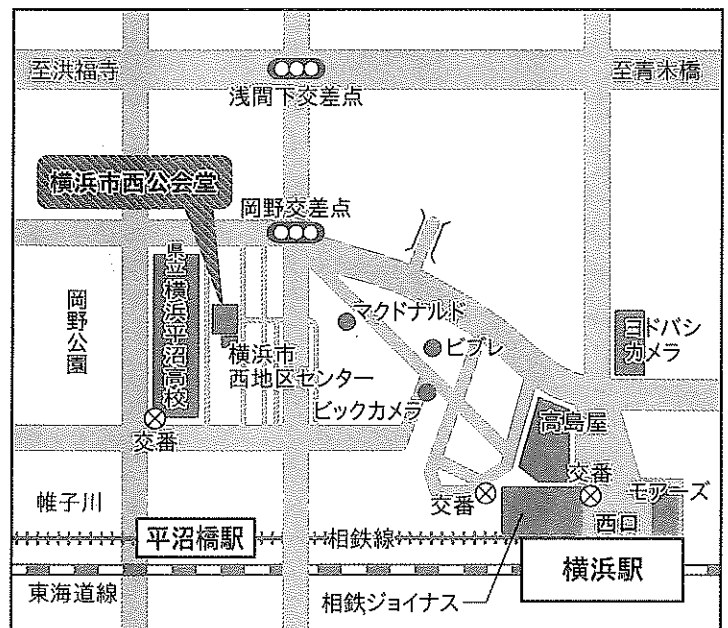 至洪福寺
至青木橋
浅間下交差点
横浜市西公会堂
岡野交差点
県立横浜平沼高校
岡野公園
マクドナルド
ビブレ
ヨドバシ
カメラ
横浜市
西地区センター
ビックカメラ
高島屋
交番
交番
交番
モアーズ
帷子川
西口
平沼橋駅
相鉄線
横浜駅
東海道線
相鉄ジョイナス